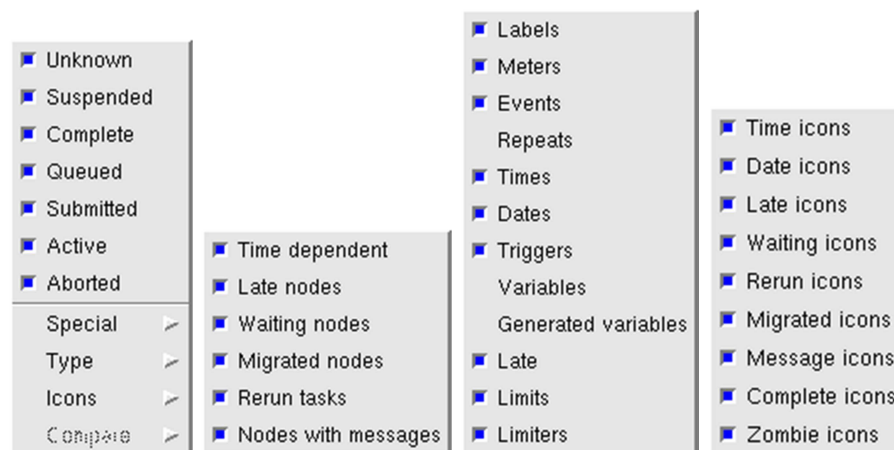 Unknown
Suspended
Complete
Queued
Submitted
Active
Aborted
Special
Type
Icons
Compare
Time dependent
Late nodes
Waiting nodes
Migrated nodes
Rerun tasks
Nodes with messages
Labels
Meters
Events
Repeats
Times
Dates
Triggers
Variables
Generated variables
Late
Limits
Limiters
Time icons
Date icons
Late icons
Waiting icons
Rerun icons
Migrated icons
Message icons
Complete icons
Zombie icons